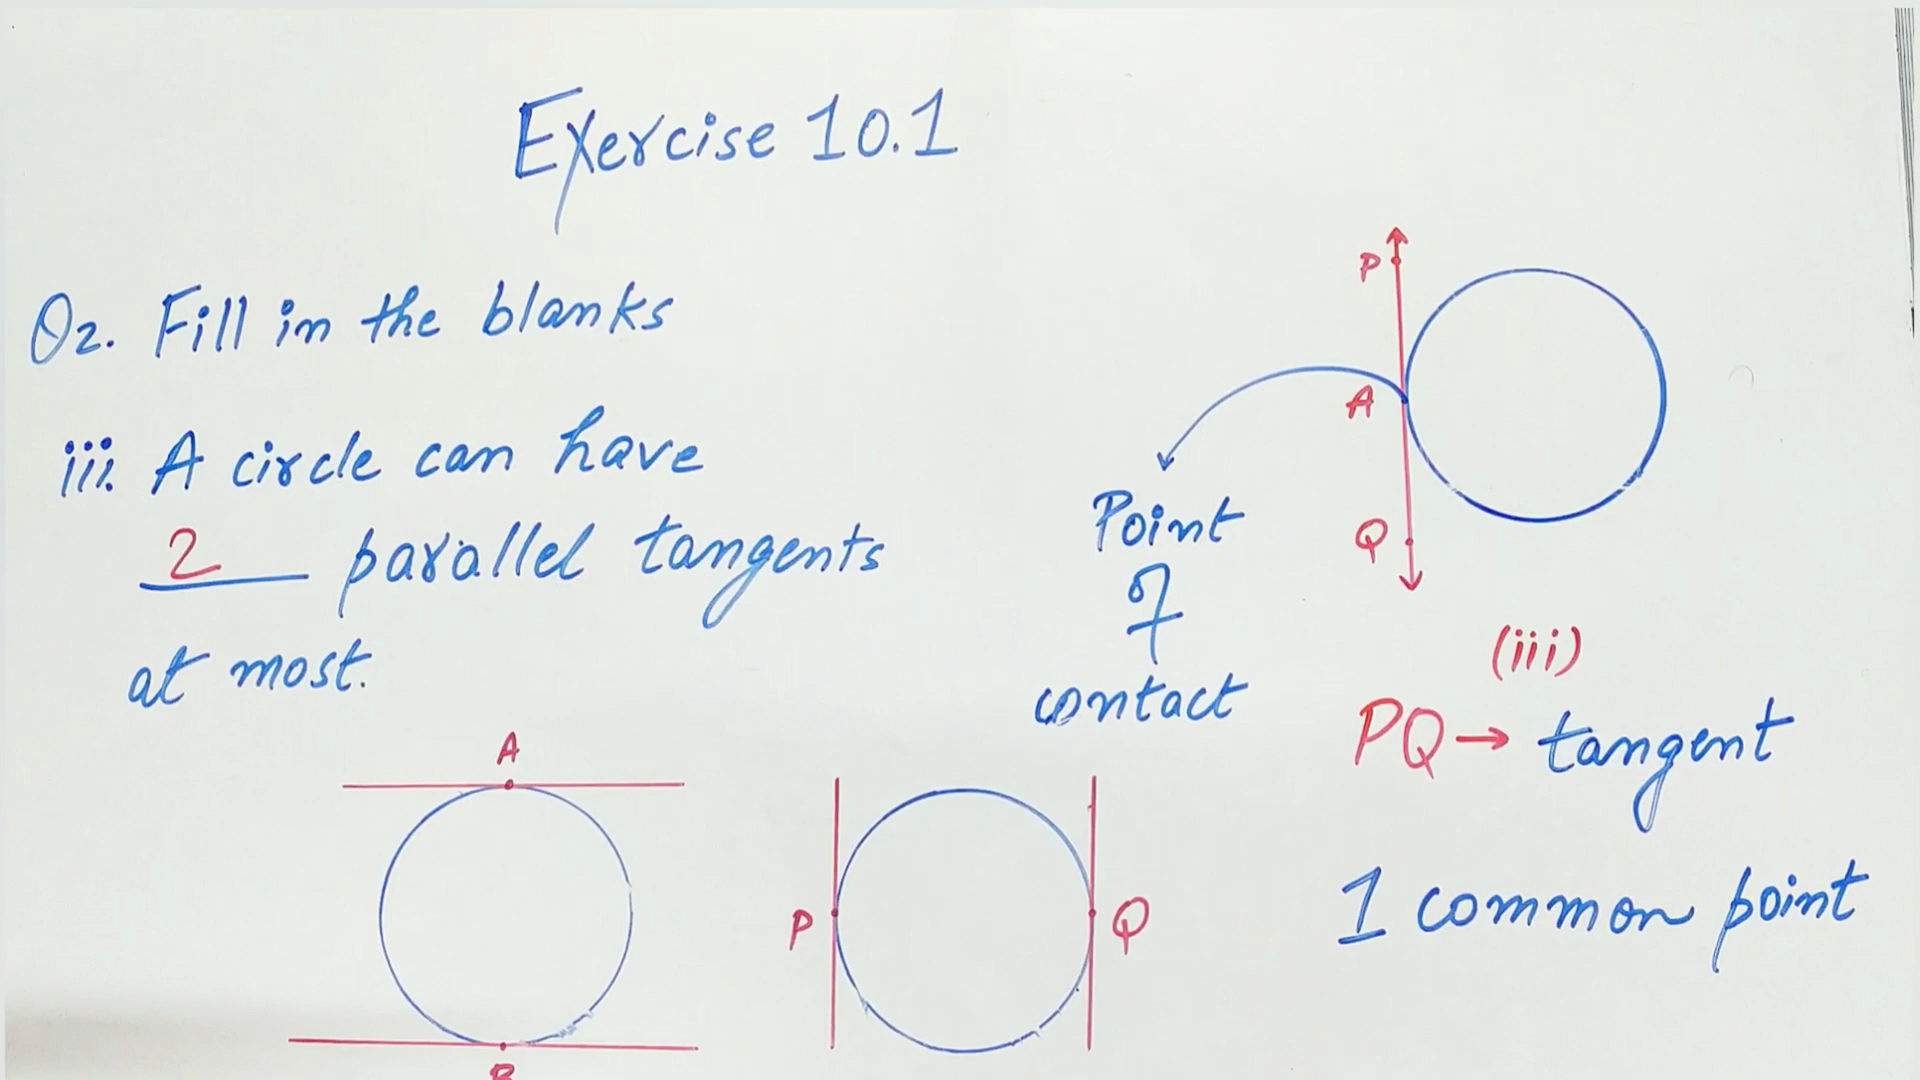 Exercise 10.1
Q2. Fill in the blanks
iii. A circle can have
2 parallel tangents
at most.
P
A
Q
Point
of
contact
(iii)
PQ → tangent
1 common point
A
B
P
Q